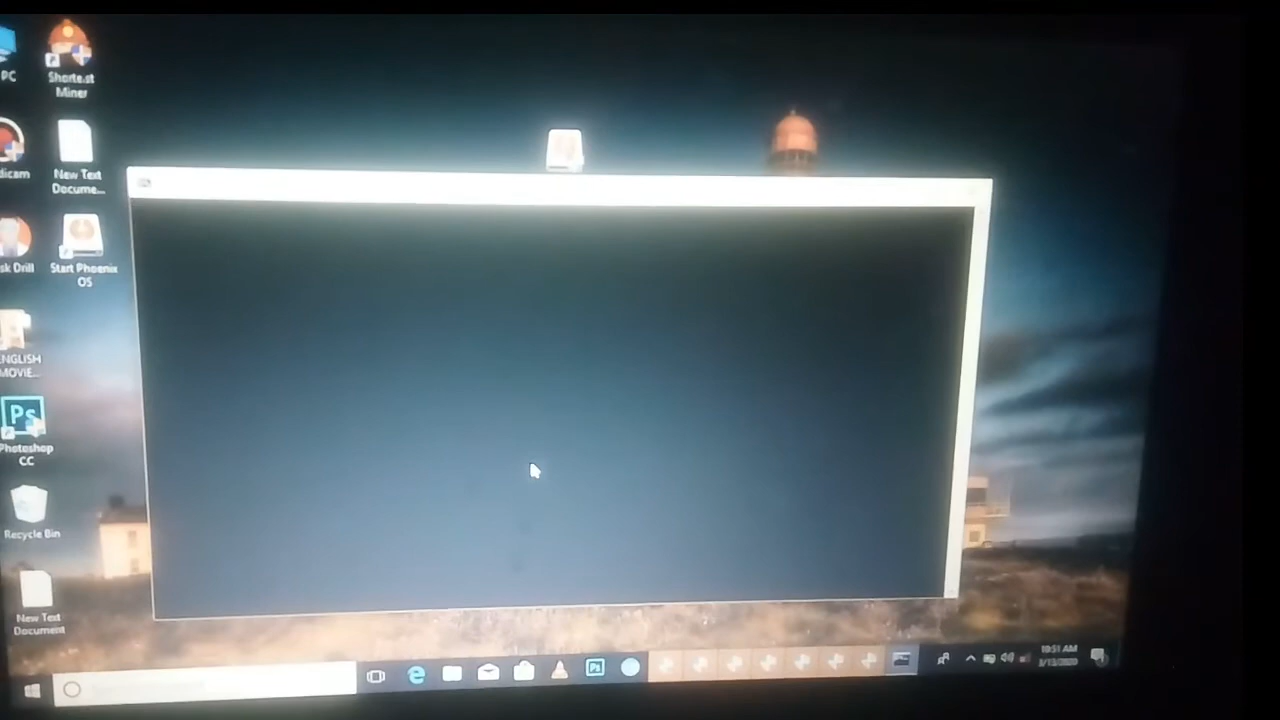 PC
Shorte.st
Miner
dicam
New Text
Docume...
sk Drill
Start Phoenix
OS
ENGLISH
MOVIE...
Ps
Photoshop
CC
Recycle Bin
New Text
Document
Ps
10:51 AM
3/13/2020